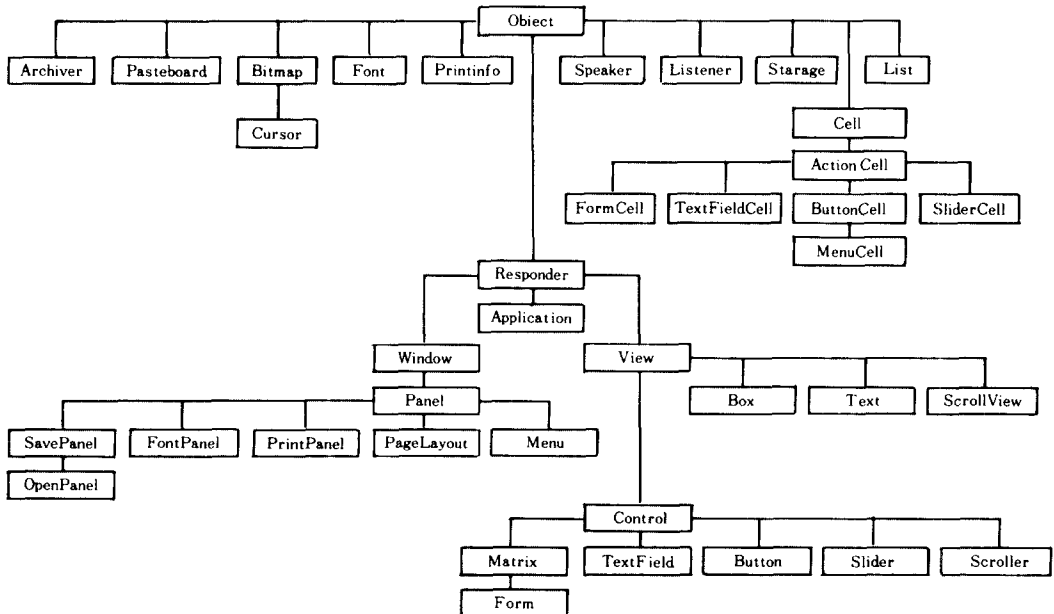 Object
Archiver
Pasteboard
Bitmap
Font
Printinfo
Speaker
Listener
Starage
List
Cursor
Cell
Action Cell
FormCell
TextFieldCell
ButtonCell
SliderCell
MenuCell
Responder
Application
Window
View
Panel
Box
Text
ScrollView
SavePanel
FontPanel
PrintPanel
PageLayout
Menu
OpenPanel
Control
Matrix
TextField
Button
Slider
Scroller
Form